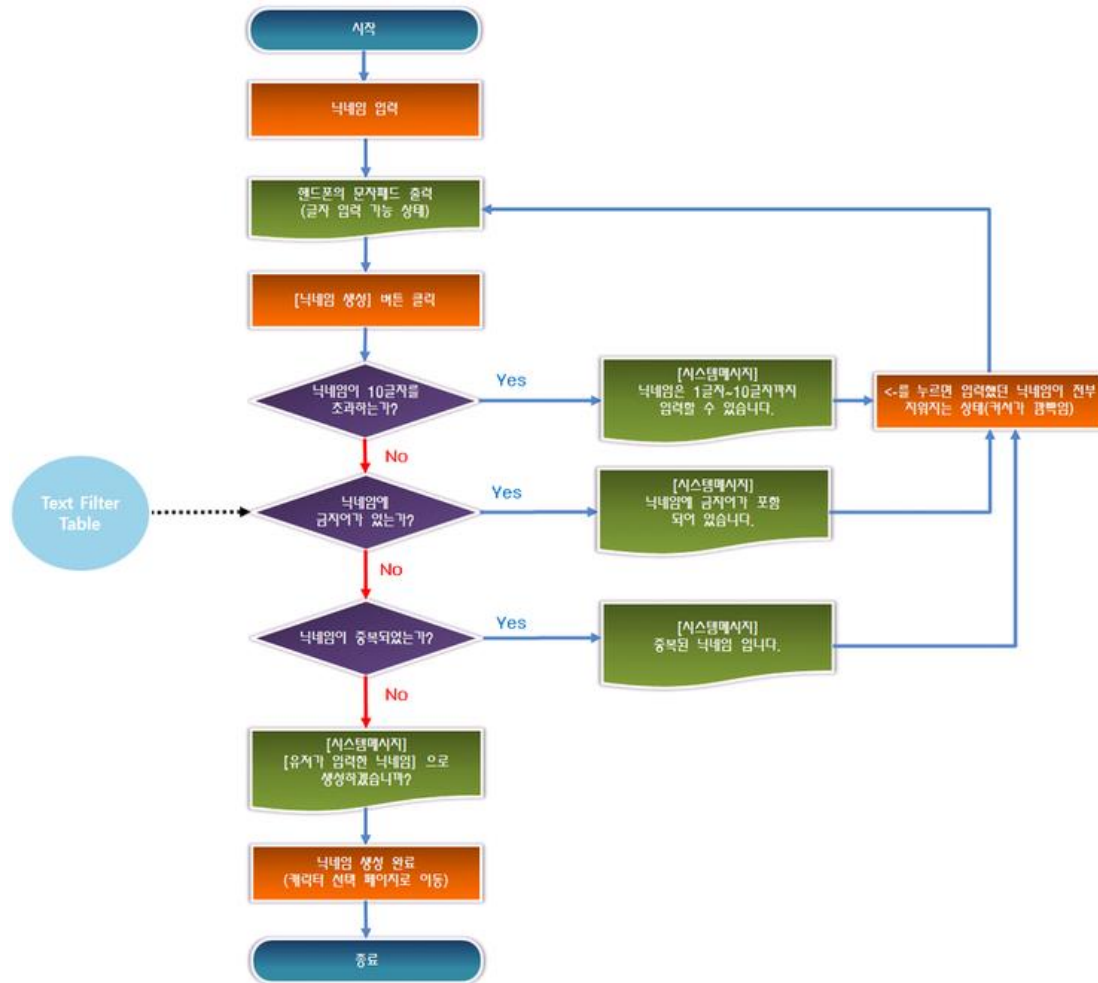 시작
닉네임 입력
핸드폰의 문자패드 출력
(글자 입력 가능 상태)
[닉네임 생성] 버튼 클릭
닉네임이 10글자를
초과하는가?
Yes
[시스템메시지]
닉네임은 1글자~10글자까지
입력할 수 있습니다.
<-를 누르면 입력했던 닉네임이 전부
지워지는 상태(커서가 깜빡임)
No
Text Filter
Table
닉네임에
금지어가 있는가?
Yes
[시스템메시지]
닉네임에 금지어가 포함
되어 있습니다.
No
닉네임이 중복되었는가?
Yes
[시스템메시지]
중복된 닉네임 입니다.
No
[시스템메시지]
[유저가 입력한 닉네임] 으로
생성하겠습니까?
닉네임 생성 완료
(캐릭터 선택 페이지로 이동)
종료